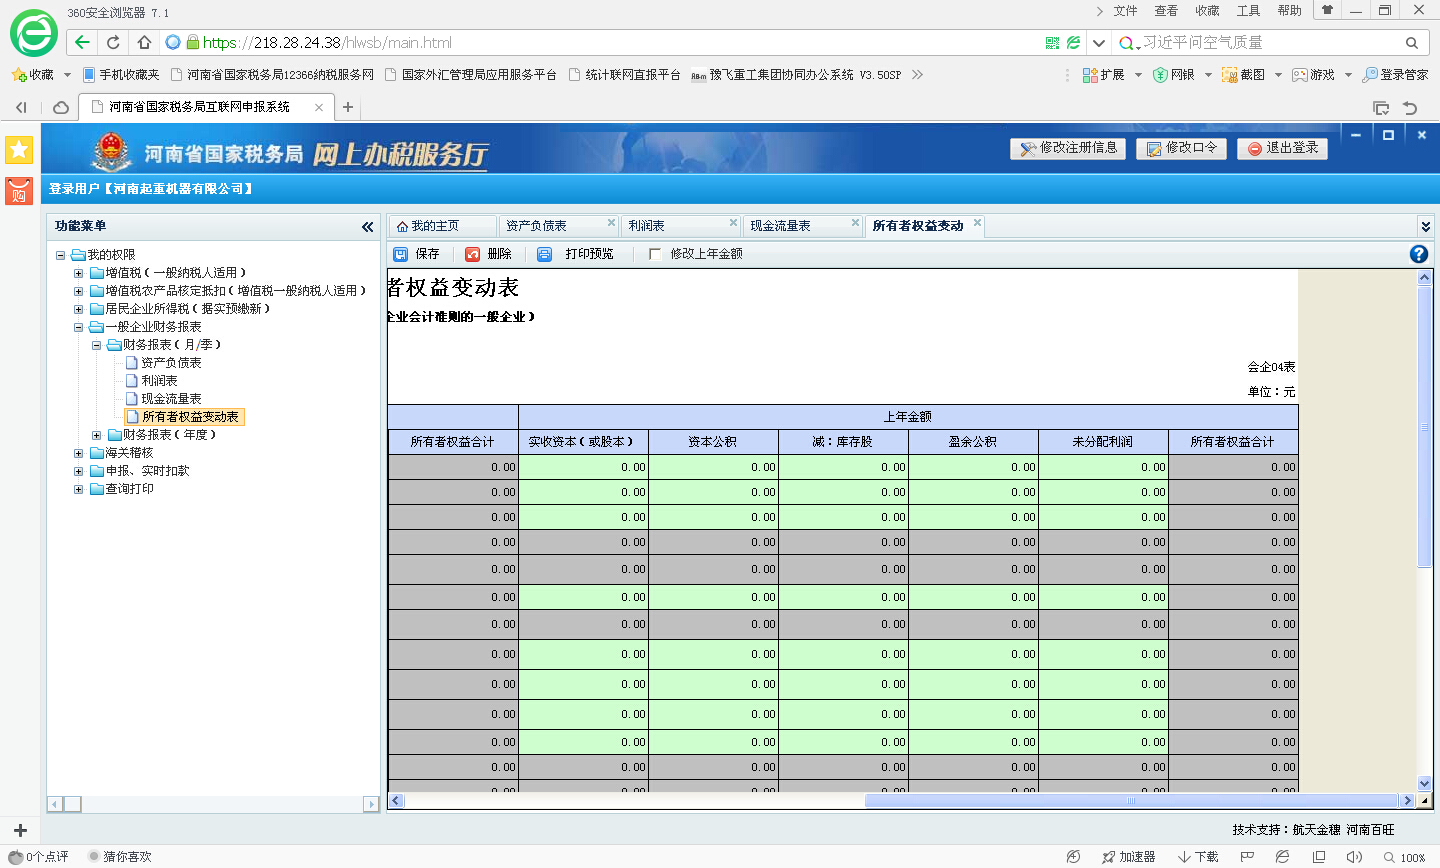 360安全浏览器 7.1
文件 查看 收藏 工具 帮助
https://218.28.24.38/hlwsb/main.html
习近平问空气质量
收藏 手机收藏夹 河南省国家税务局12366纳税服务网 国家外汇管理局应用服务平台 统计联网直报平台 RBm 豫飞重工集团协同办公系统 V3.50SP
扩展 网银 截图 游戏 登录管家
河南省国家税务局互联网申报系统
购
河南省国家税务局 网上办税服务厅
修改注册信息 修改口令 退出登录
登录用户【河南起重机器有限公司】
功能菜单
我的主页 资产负债表 利润表 现金流量表 所有者权益变动
保存 删除 打印预览 修改上年金额
我的权限
增值税（一般纳税人适用）
增值税农产品核定抵扣（增值税一般纳税人适用）
居民企业所得税（据实预缴新）
一般企业财务报表
财务报表（月/季）
资产负债表
利润表
现金流量表
所有者权益变动表
财务报表（年度）
海关稽核
申报、实时扣款
查询打印
者权益变动表
企业会计准则的一般企业）
会企04表
单位：元
上年金额
所有者权益合计 实收资本（或股本） 资本公积 减：库存股 盈余公积 未分配利润 所有者权益合计
0.00 0.00 0.00 0.00 0.00 0.00 0.00
0.00 0.00 0.00 0.00 0.00 0.00 0.00
0.00 0.00 0.00 0.00 0.00 0.00 0.00
0.00 0.00 0.00 0.00 0.00 0.00 0.00
0.00 0.00 0.00 0.00 0.00 0.00 0.00
0.00 0.00 0.00 0.00 0.00 0.00 0.00
0.00 0.00 0.00 0.00 0.00 0.00 0.00
0.00 0.00 0.00 0.00 0.00 0.00 0.00
0.00 0.00 0.00 0.00 0.00 0.00 0.00
0.00 0.00 0.00 0.00 0.00 0.00 0.00
0.00 0.00 0.00 0.00 0.00 0.00 0.00
0.00 0.00 0.00 0.00 0.00 0.00 0.00
0.00 0.00 0.00 0.00 0.00 0.00 0.00
技术支持：航天金穗 河南百旺
0个点评 猜你喜欢
加速器 下载 100%